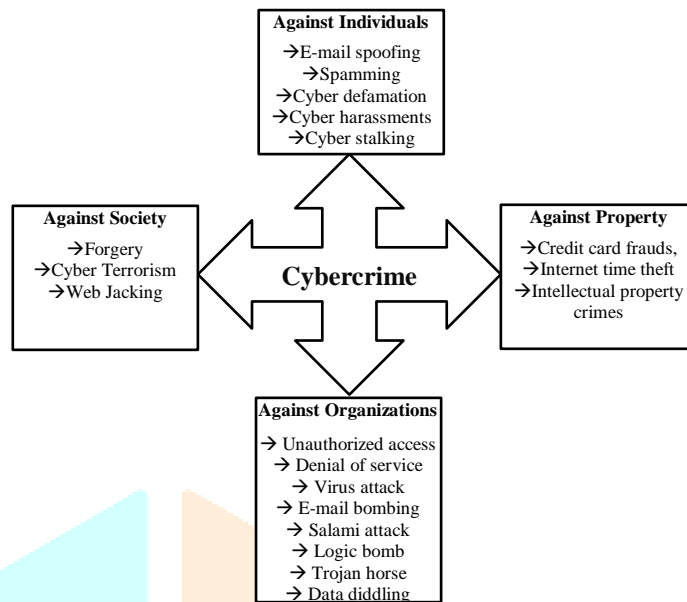 Against Individuals
→E-mail spoofing
→Spamming
→Cyber defamation
→Cyber harassments
→Cyber stalking
Against Society
→Forgery
→Cyber Terrorism
→Web Jacking
Cybercrime
Against Property
→Credit card frauds,
→Internet time theft
→Intellectual property
crimes
Against Organizations
→ Unauthorized access
→ Denial of service
→ Virus attack
→ E-mail bombing
→ Salami attack
→ Logic bomb
→ Trojan horse
→ Data diddling